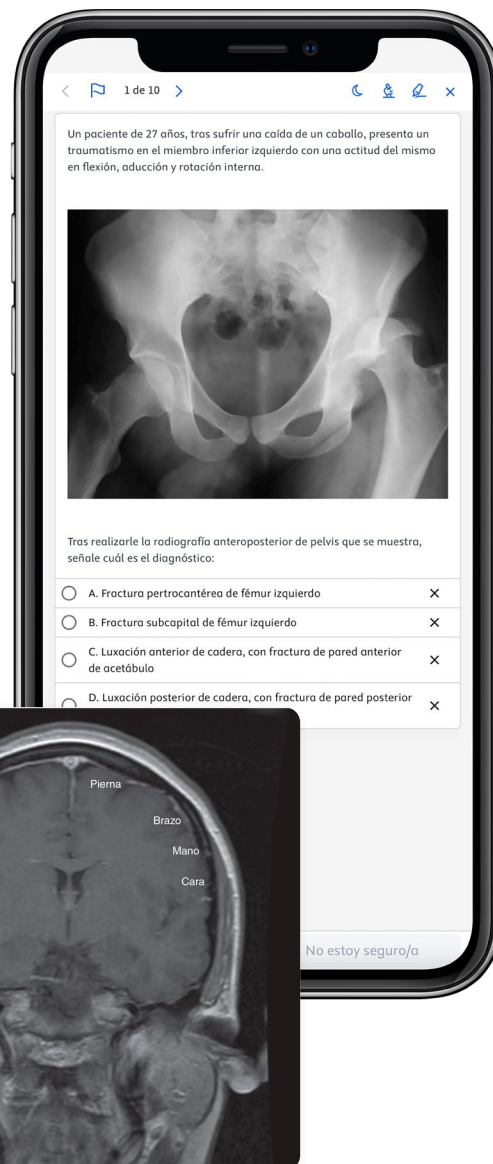 1 de 10
Un paciente de 27 años, tras sufrir una caída de un caballo, presenta un
traumatismo en el miembro inferior izquierdo con una actitud del mismo
en flexión, aducción y rotación interna.
Tras realizarle la radiografía anteroposterior de pelvis que se muestra,
señale cuál es el diagnóstico:
A. Fractura pertrocantérea de fémur izquierdo
B. Fractura subcapital de fémur izquierdo
C. Luxación anterior de cadera, con fractura de pared anterior
de acetábulo
D. Luxación posterior de cadera, con fractura de pared posterior
Pierna
Brazo
Mano
Cara
No estoy seguro/a